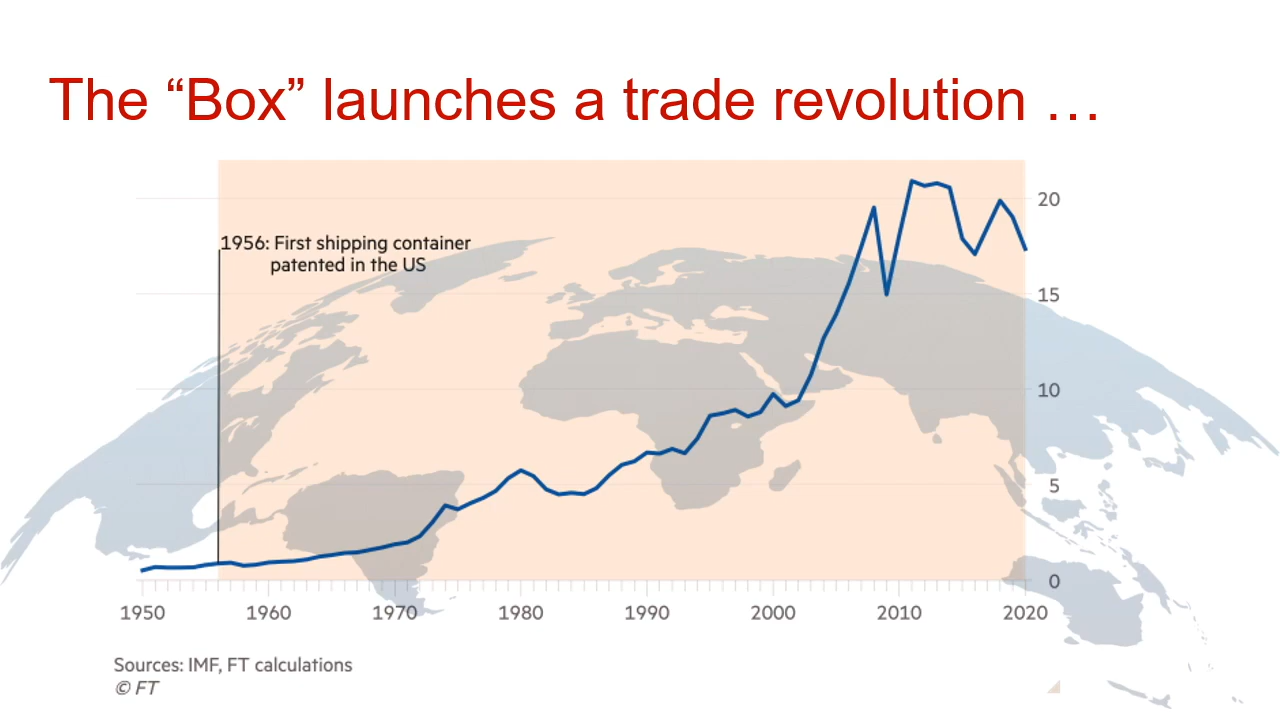 The “Box” launches a trade revolution …
1956: First shipping container
patented in the US
20
15
10
5
0
1950 1960 1970 1980 1990 2000 2010 2020
Sources: IMF, FT calculations
© FT